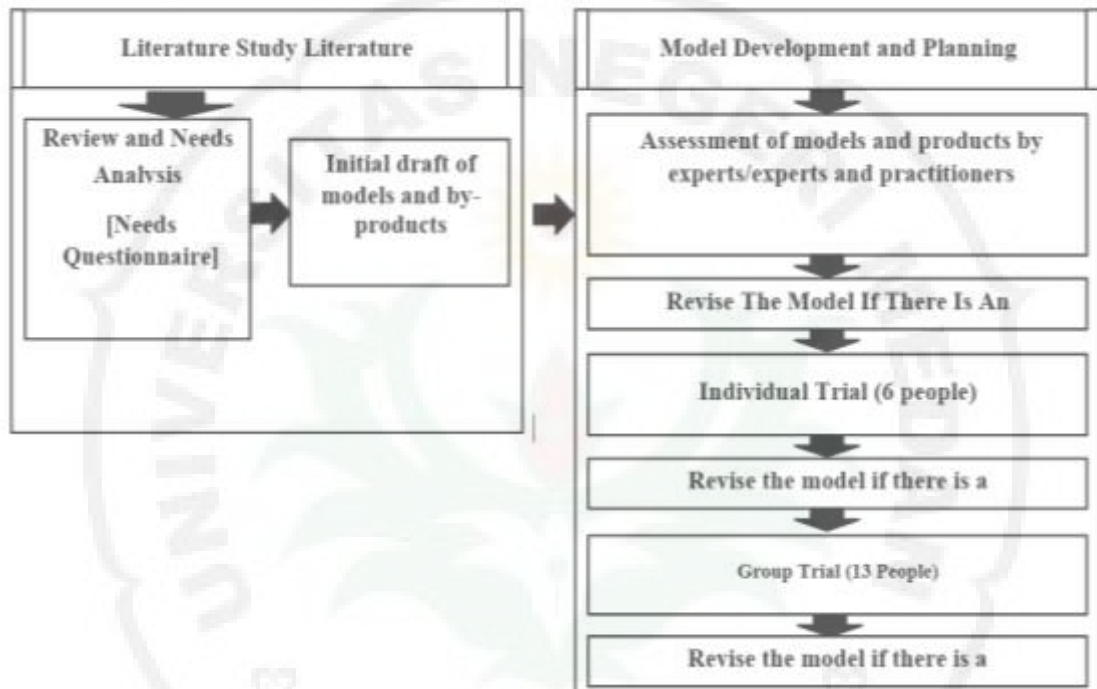 Literature Study Literature
Review and Needs
Analysis
[Needs
Questionnaire]
Initial draft of
models and by-
products
Model Development and Planning
Assessment of models and products by
experts/experts and practitioners
Revise The Model If There Is An
Individual Trial (6 people)
Revise the model if there is a
Group Trial (13 People)
Revise the model if there is a
UNIVERSITAS NEGERI MEDAN